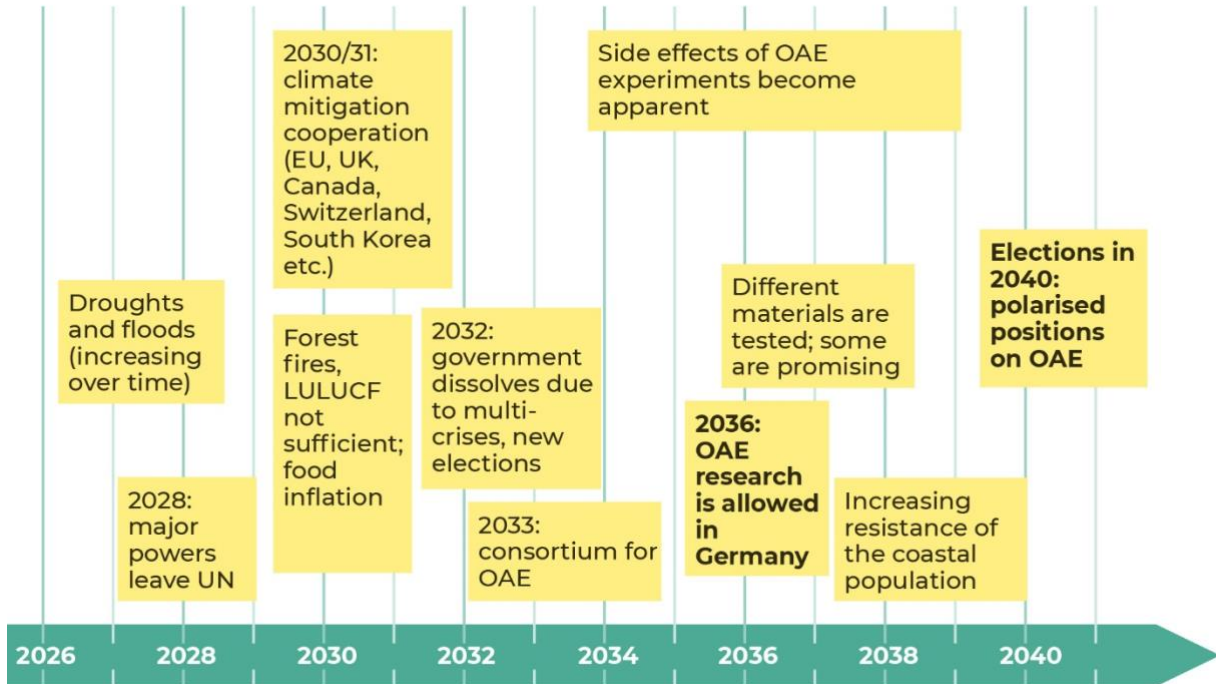 2030/31:
climate
mitigation
cooperation
(EU, UK,
Canada,
Switzerland,
South Korea
etc.)
Side effects of OAE
experiments become
apparent
Droughts
and floods
(increasing
over time)
Forest
fires,
LULUCF
not
sufficient;
food
inflation
2032:
government
dissolves due
to multi-
crises, new
elections
Different
materials are
tested; some
are promising
Elections in
2040:
polarised
positions
on OAE
2028:
major
powers
leave UN
2033:
consortium for
OAE
2036:
OAE
research
is allowed
in
Germany
Increasing
resistance of
the coastal
population
2026 2028 2030 2032 2034 2036 2038 2040